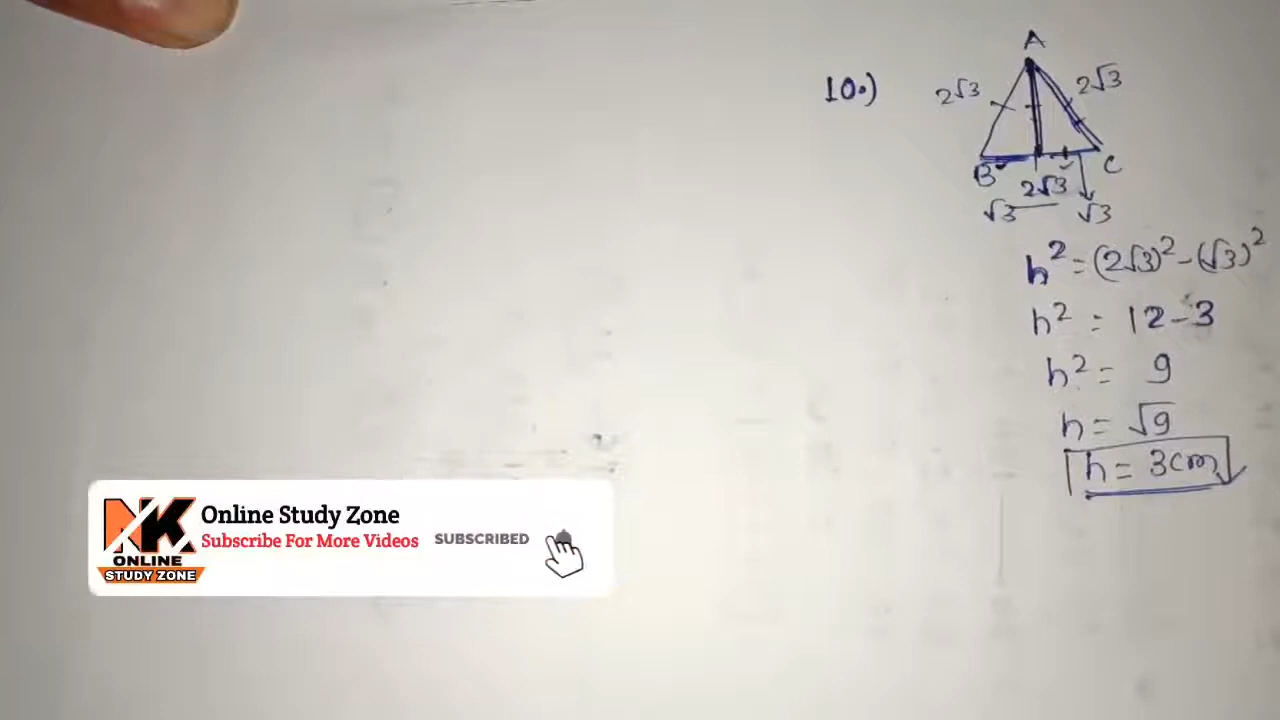 10.)
A
2√3
2√3
B
C
2√3
√3
√3
h² = (2√3)² - (√3)²
h² = 12 - 3
h² = 9
h = √9
h = 3cm
NK
ONLINE
STUDY ZONE
Online Study Zone
Subscribe For More Videos
SUBSCRIBED